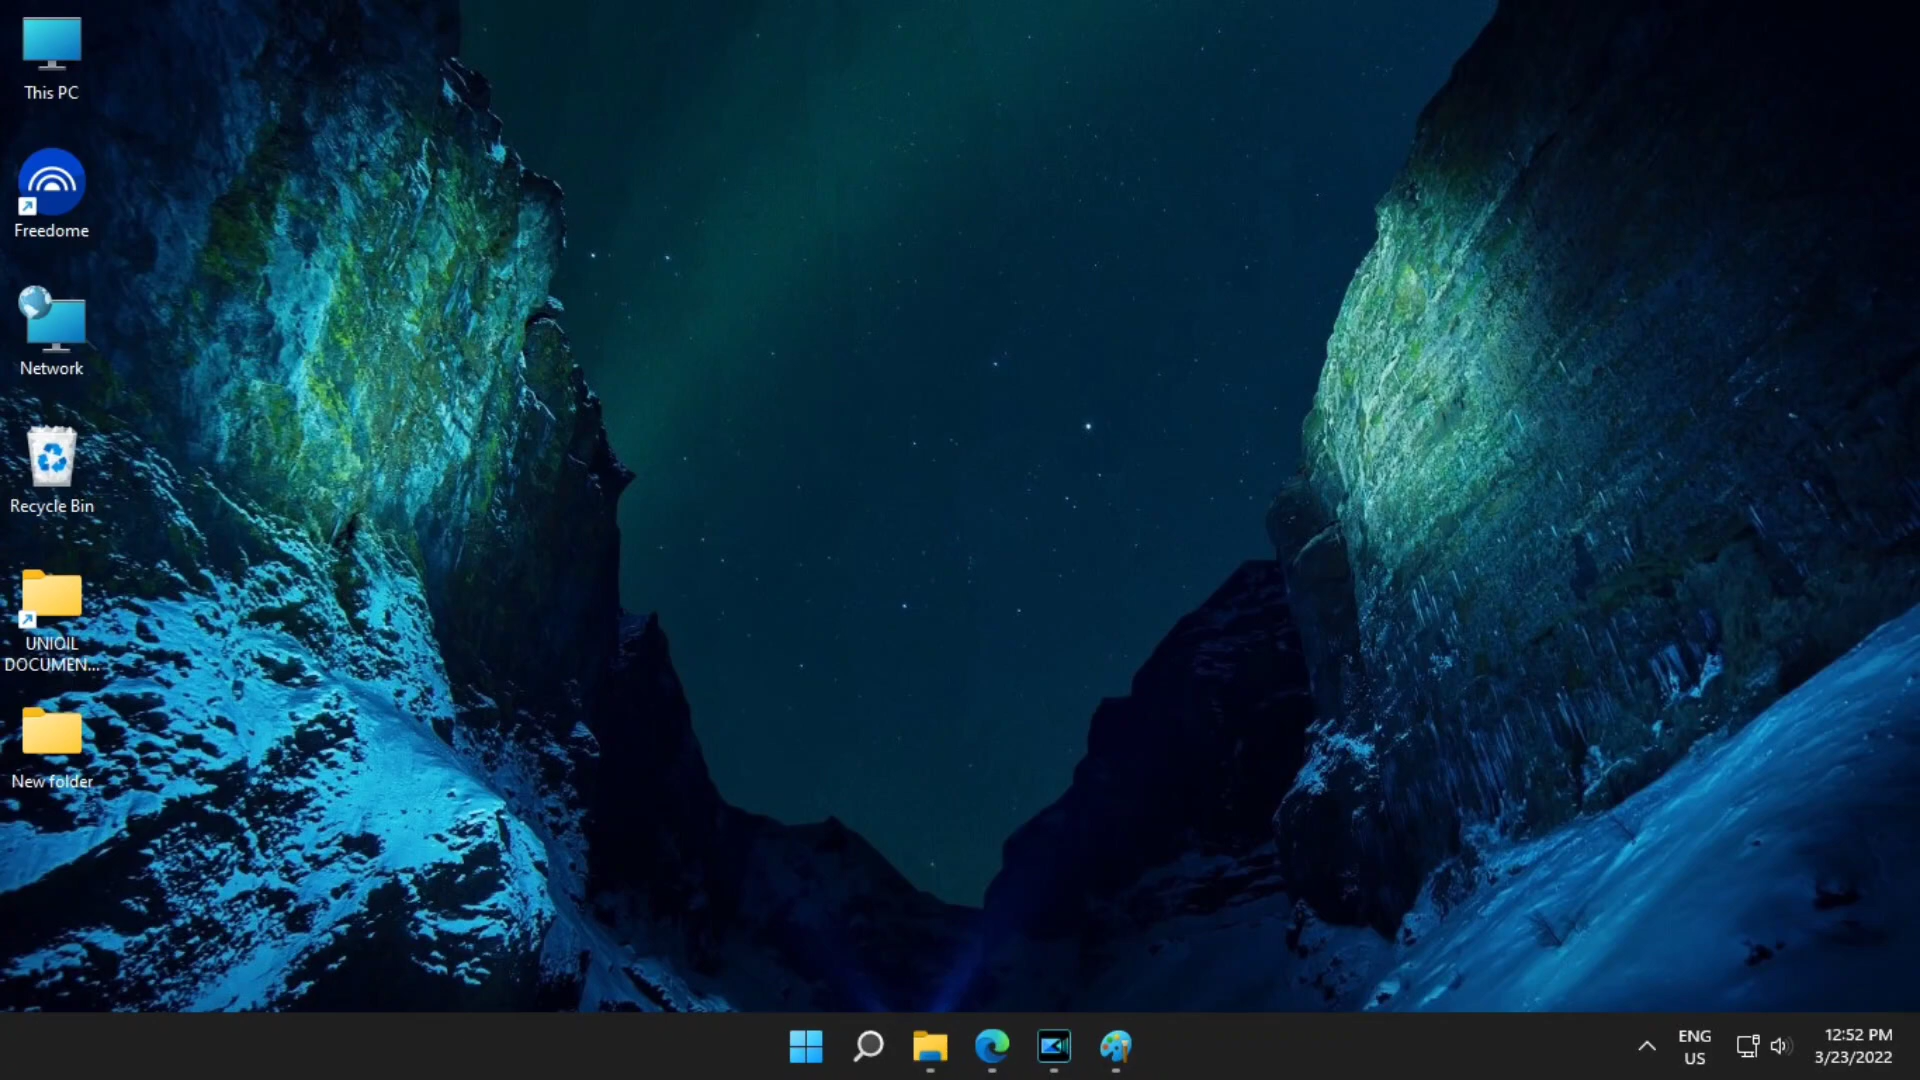 This PC
Freedome
Network
Recycle Bin
UNIOIL
DOCUMEN...
New folder
ENG
US
12:52 PM
3/23/2022